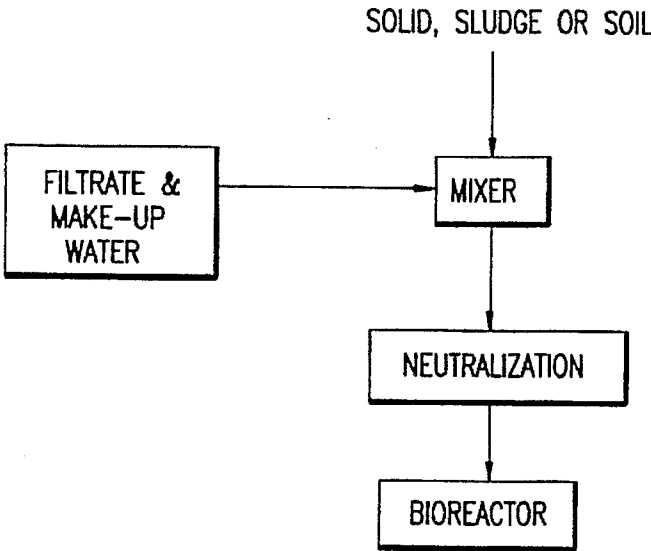 SOLID, SLUDGE OR SOIL
FILTRATE &
MAKE-UP
WATER
MIXER
NEUTRALIZATION
BIOREACTOR